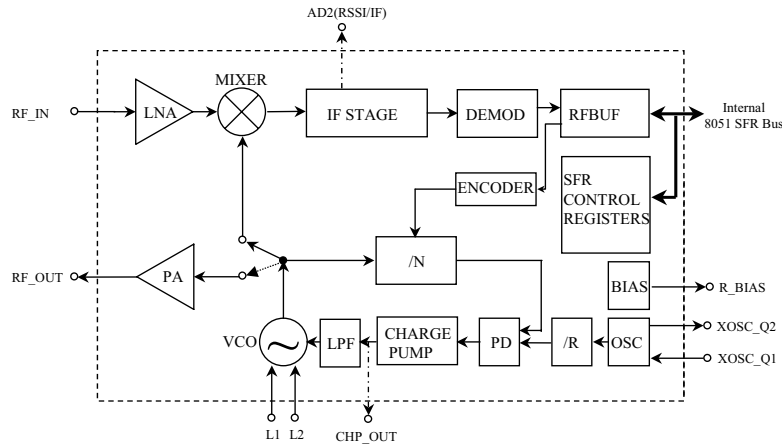 AD2(RSSI/IF)
MIXER
RF_IN
LNA
IF STAGE
DEMOD
RFBUF
Internal
8051 SFR Bus
ENCODER
SFR
CONTROL
REGISTERS
/N
RF_OUT
PA
BIAS
R_BIAS
VCO
~
LPF
CHARGE
PUMP
PD
/R
OSC
XOSC_Q2
XOSC_Q1
L1
L2
CHP_OUT